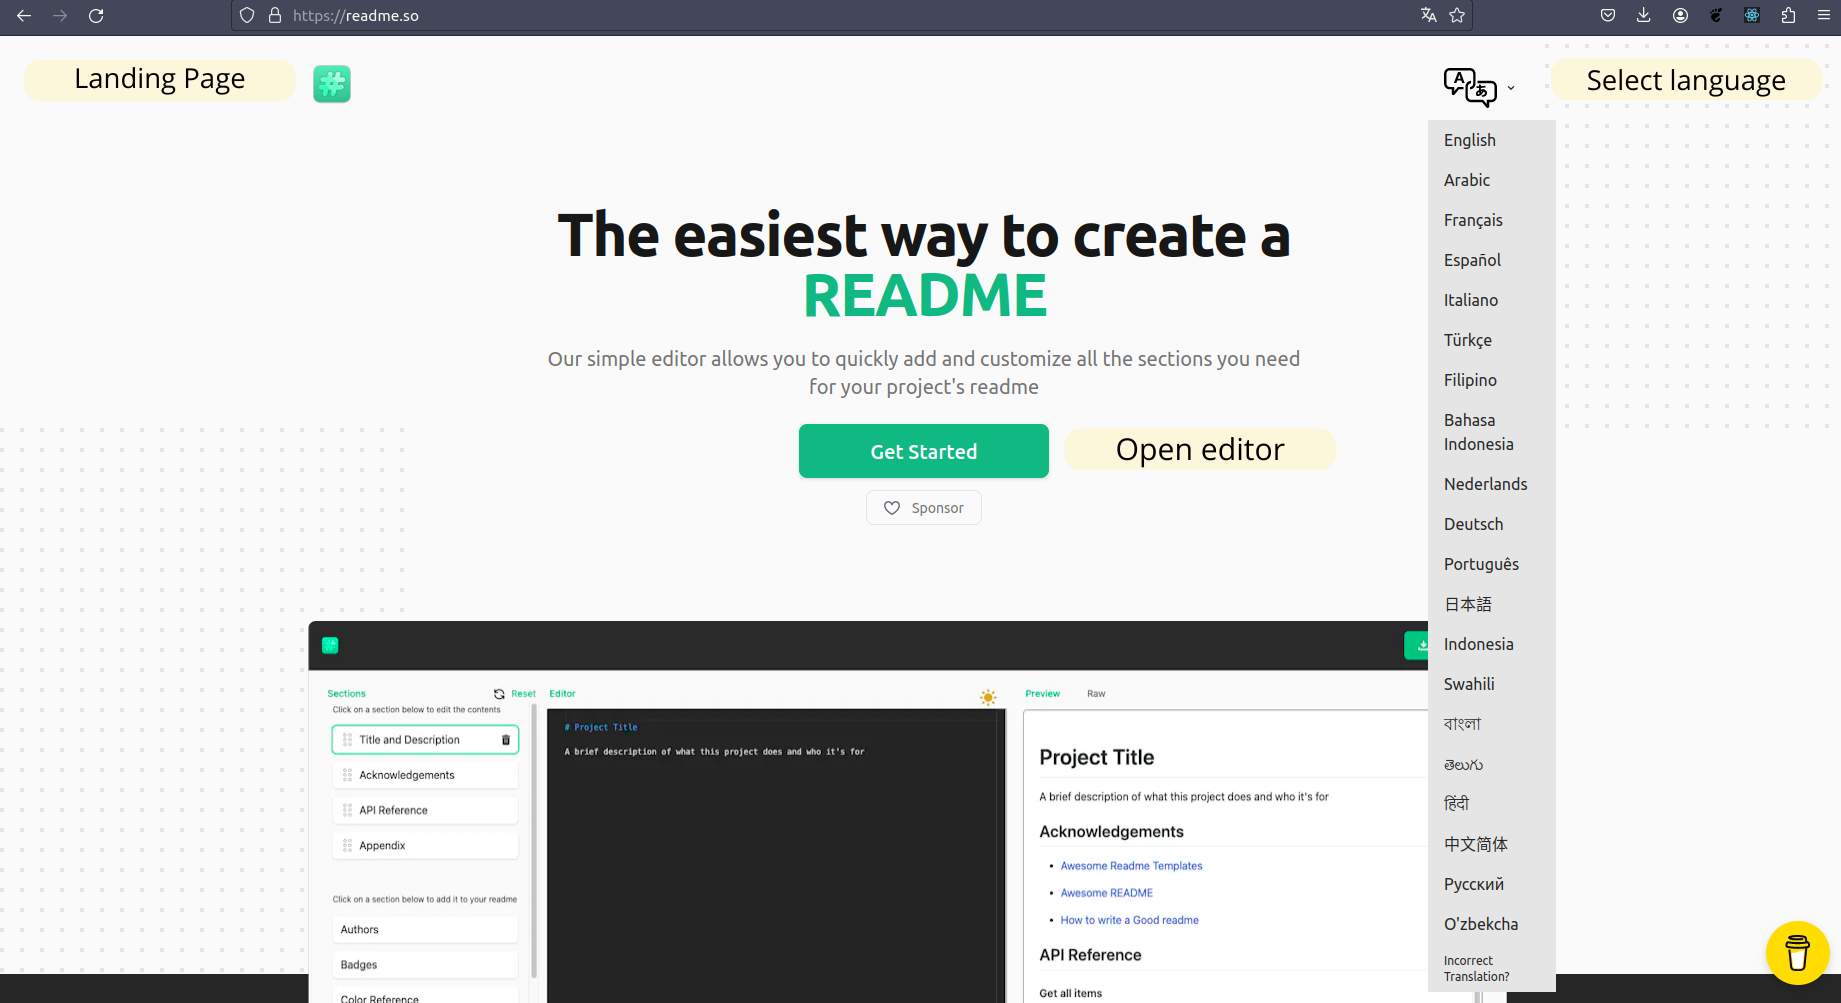 https://readme.so
Landing Page
Select language
English
Arabic
Français
Español
Italiano
Türkçe
Filipino
Bahasa
Indonesia
Nederlands
Deutsch
Português
日本語
Indonesia
Swahili
বাংলা
తెలుగు
हिंदी
中文简体
Русский
O'zbekcha
Incorrect
Translation?
The easiest way to create a
README
Our simple editor allows you to quickly add and customize all the sections you need
for your project's readme
Get Started
Open editor
Sponsor
Sections
Reset
Click on a section below to edit the contents
Title and Description
Acknowledgements
API Reference
Appendix
Click on a section below to add it to your readme
Authors
Badges
Color Reference
Editor
# Project Title
A brief description of what this project does and who it's for
Preview
Raw
Project Title
A brief description of what this project does and who it's for
Acknowledgements
Awesome Readme Templates
Awesome README
How to write a Good readme
API Reference
Get all items